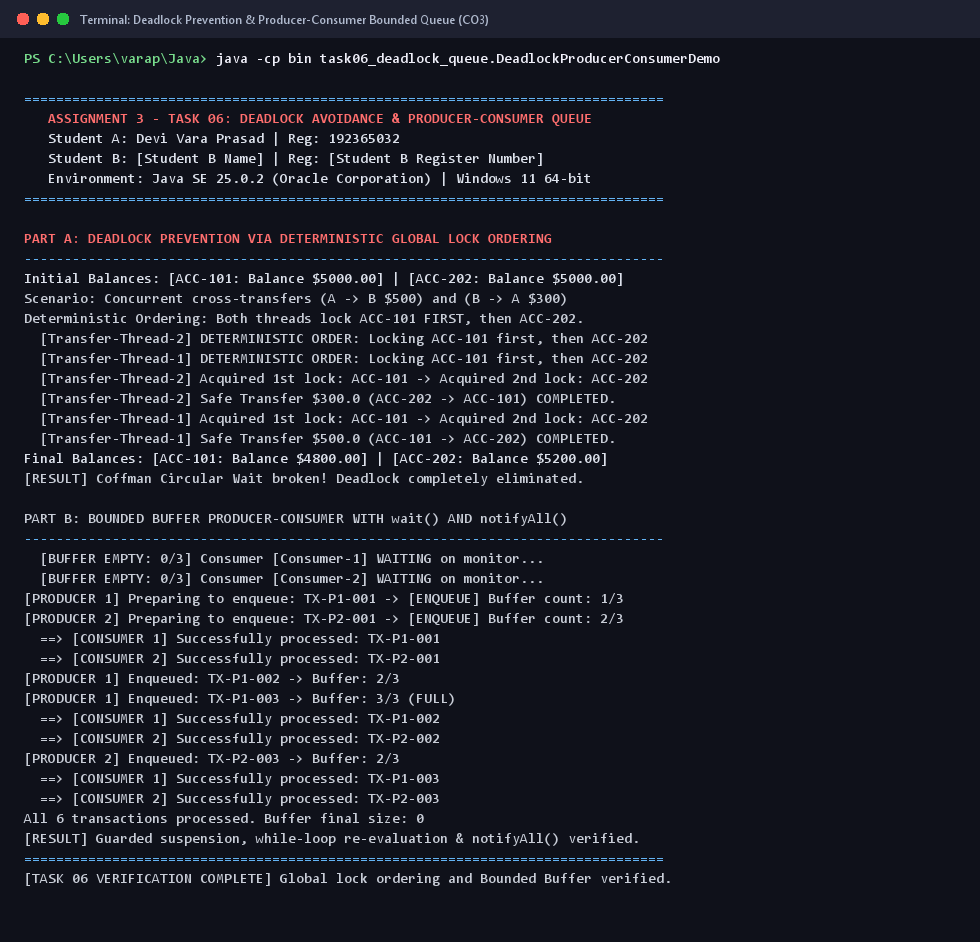 Terminal: Deadlock Prevention & Producer-Consumer Bounded Queue (CO3)
PS C:\Users\varap\Java> java -cp bin task06_deadlock_queue.DeadlockProducerConsumerDemo
================================================================================
ASSIGNMENT 3 - TASK 06: DEADLOCK AVOIDANCE & PRODUCER-CONSUMER QUEUE
Student A: Devi Vara Prasad | Reg: 192365032
Student B: [Student B Name] | Reg: [Student B Register Number]
Environment: Java SE 25.0.2 (Oracle Corporation) | Windows 11 64-bit
================================================================================
PART A: DEADLOCK PREVENTION VIA DETERMINISTIC GLOBAL LOCK ORDERING
--------------------------------------------------------------------------------
Initial Balances: [ACC-101: Balance $5000.00] | [ACC-202: Balance $5000.00]
Scenario: Concurrent cross-transfers (A -> B $500) and (B -> A $300)
Deterministic Ordering: Both threads lock ACC-101 FIRST, then ACC-202.
[Transfer-Thread-2] DETERMINISTIC ORDER: Locking ACC-101 first, then ACC-202
[Transfer-Thread-1] DETERMINISTIC ORDER: Locking ACC-101 first, then ACC-202
[Transfer-Thread-2] Acquired 1st lock: ACC-101 -> Acquired 2nd lock: ACC-202
[Transfer-Thread-2] Safe Transfer $300.0 (ACC-202 -> ACC-101) COMPLETED.
[Transfer-Thread-1] Acquired 1st lock: ACC-101 -> Acquired 2nd lock: ACC-202
[Transfer-Thread-1] Safe Transfer $500.0 (ACC-101 -> ACC-202) COMPLETED.
Final Balances: [ACC-101: Balance $4800.00] | [ACC-202: Balance $5200.00]
[RESULT] Coffman Circular Wait broken! Deadlock completely eliminated.
PART B: BOUNDED BUFFER PRODUCER-CONSUMER WITH wait() AND notifyAll()
--------------------------------------------------------------------------------
[BUFFER EMPTY: 0/3] Consumer [Consumer-1] WAITING on monitor...
[BUFFER EMPTY: 0/3] Consumer [Consumer-2] WAITING on monitor...
[PRODUCER 1] Preparing to enqueue: TX-P1-001 -> [ENQUEUE] Buffer count: 1/3
[PRODUCER 2] Preparing to enqueue: TX-P2-001 -> [ENQUEUE] Buffer count: 2/3
==> [CONSUMER 1] Successfully processed: TX-P1-001
==> [CONSUMER 2] Successfully processed: TX-P2-001
[PRODUCER 1] Enqueued: TX-P1-002 -> Buffer: 2/3
[PRODUCER 1] Enqueued: TX-P1-003 -> Buffer: 3/3 (FULL)
==> [CONSUMER 1] Successfully processed: TX-P1-002
==> [CONSUMER 2] Successfully processed: TX-P2-002
[PRODUCER 2] Enqueued: TX-P2-003 -> Buffer: 2/3
==> [CONSUMER 1] Successfully processed: TX-P1-003
==> [CONSUMER 2] Successfully processed: TX-P2-003
All 6 transactions processed. Buffer final size: 0
[RESULT] Guarded suspension, while-loop re-evaluation & notifyAll() verified.
================================================================================
[TASK 06 VERIFICATION COMPLETE] Global lock ordering and Bounded Buffer verified.